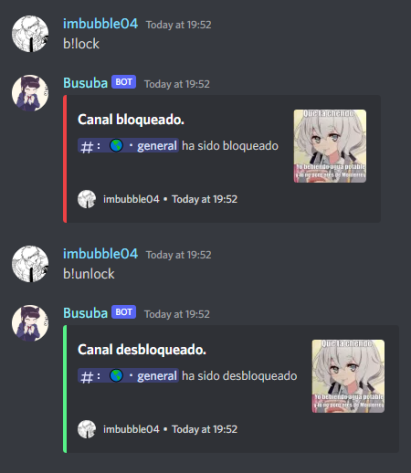 imbubble04 Today at 19:52
b!lock
Busuba BOT Today at 19:52
Canal bloqueado.
#: · general ha sido bloqueado
imbubble04 • Today at 19:52
imbubble04 Today at 19:52
b!unlock
Busuba BOT Today at 19:52
Canal desbloqueado.
#: · general ha sido desbloqueado
imbubble04 • Today at 19:52